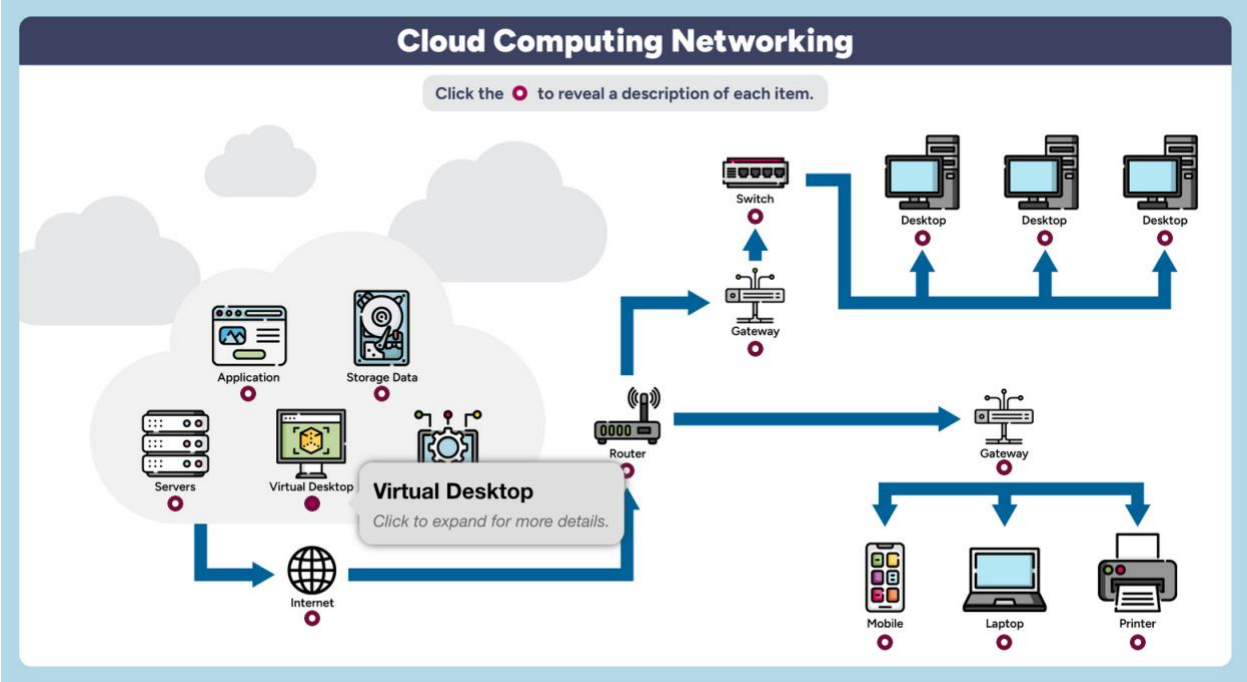 Cloud Computing Networking
Click the to reveal a description of each item.
Switch
Desktop
Desktop
Desktop
Gateway
Application
Storage Data
Router
Gateway
Servers
Virtual Desktop
Virtual Desktop
Click to expand for more details.
Internet
Mobile
Laptop
Printer